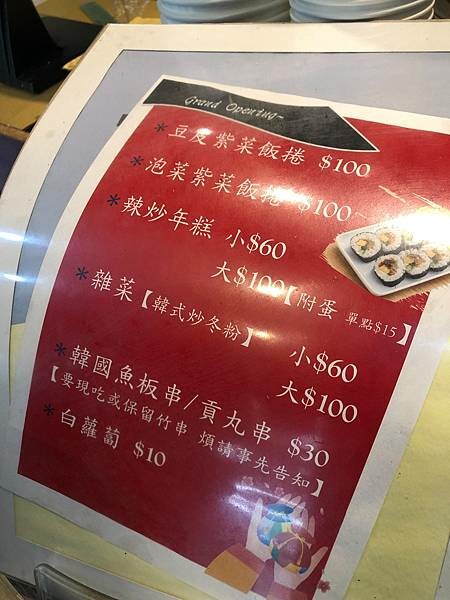 Grand Opening~
*豆皮紫菜飯捲 $100
*泡菜紫菜飯捲 $100
*辣炒年糕 小$60
大$100【附蛋 單點$15】
*雜菜【韓式炒冬粉】 小$60
大$100
*韓國魚板串/貢丸串 $30
【要現吃或保留竹串 煩請事先告知】
*白蘿蔔 $10